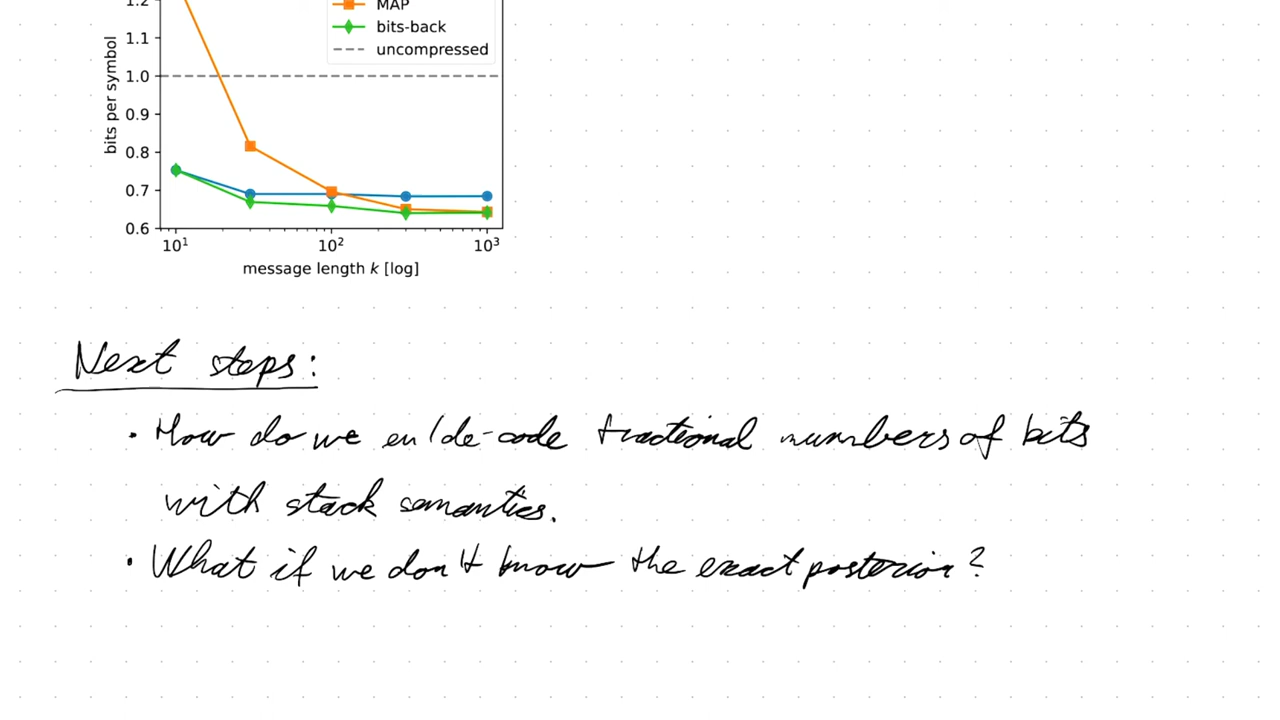 1.2
MAP
bits-back
uncompressed
1.1
1.0
0.9
0.8
0.7
0.6
bits per symbol
10¹ 10² 10³
message length k [log]
Next steps:
• How do we en/de-code fractional numbers of bits
with stack semantics.
• What if we don't know the exact posterior?